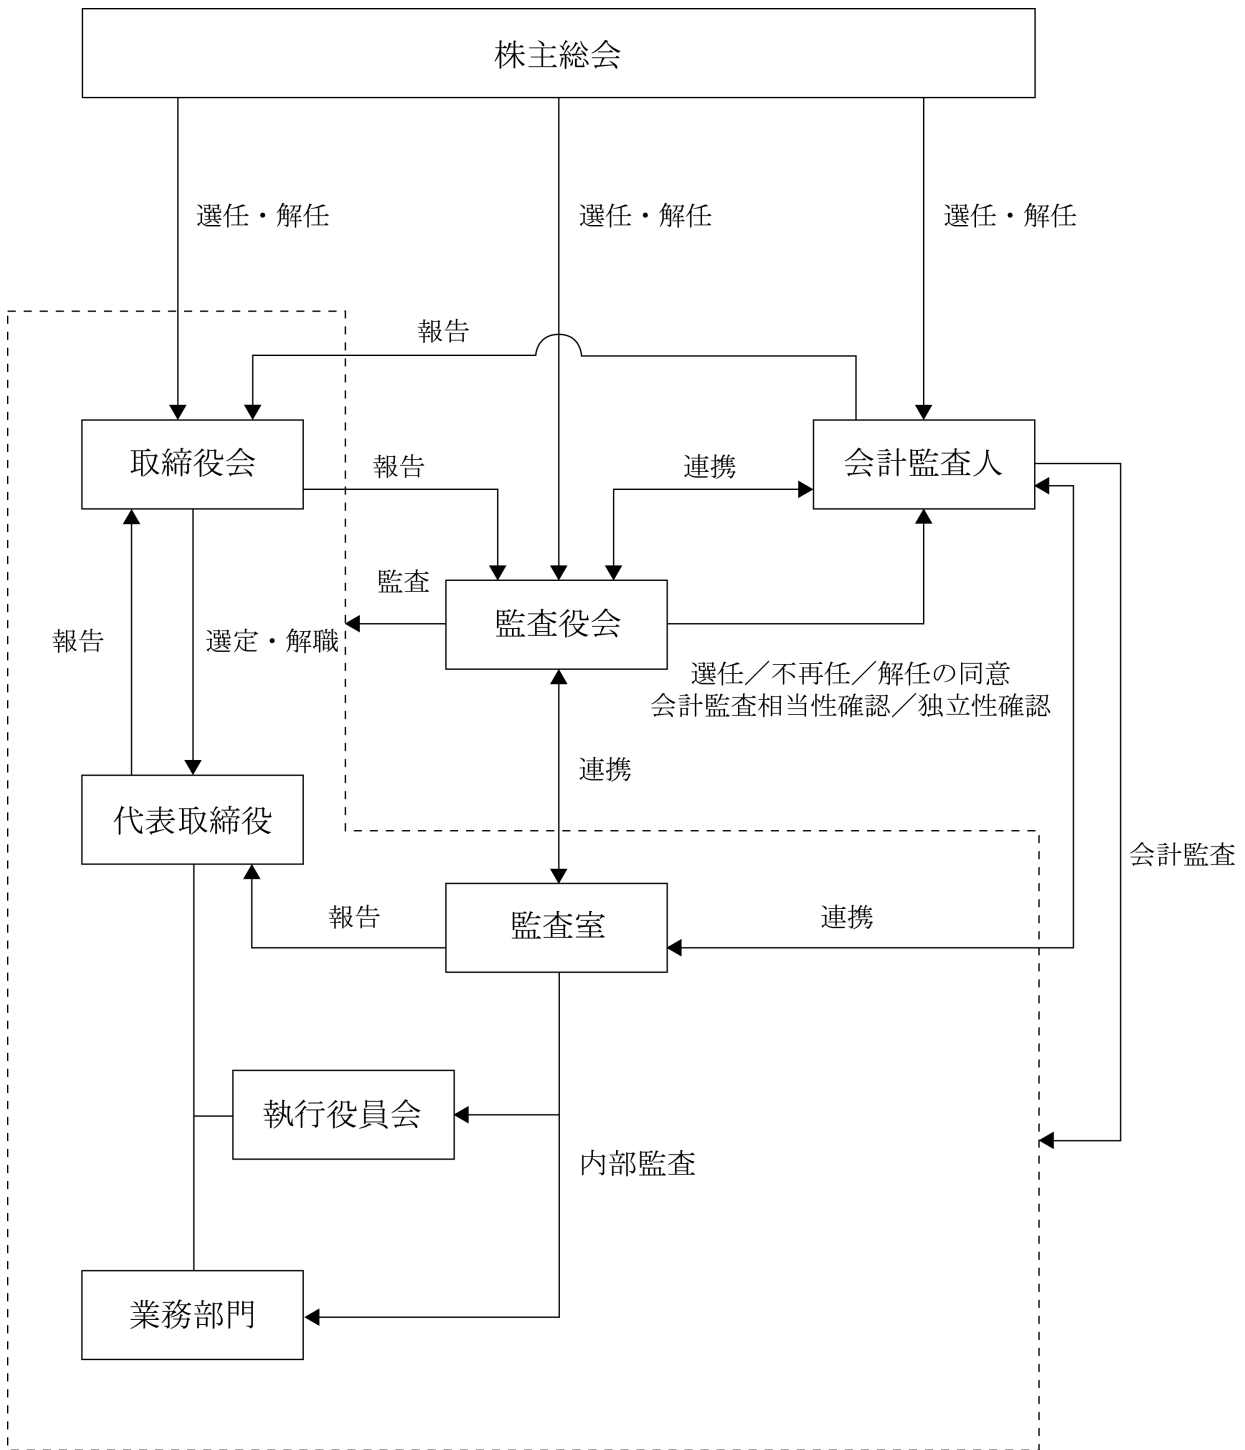 株主総会
選任・解任
選任・解任
選任・解任
報告
取締役会
報告
連携
会計監査人
監査
監査役会
報告
選定・解職
選任／不再任／解任の同意
会計監査相当性確認／独立性確認
連携
代表取締役
会計監査
報告
監査室
連携
執行役員会
内部監査
業務部門